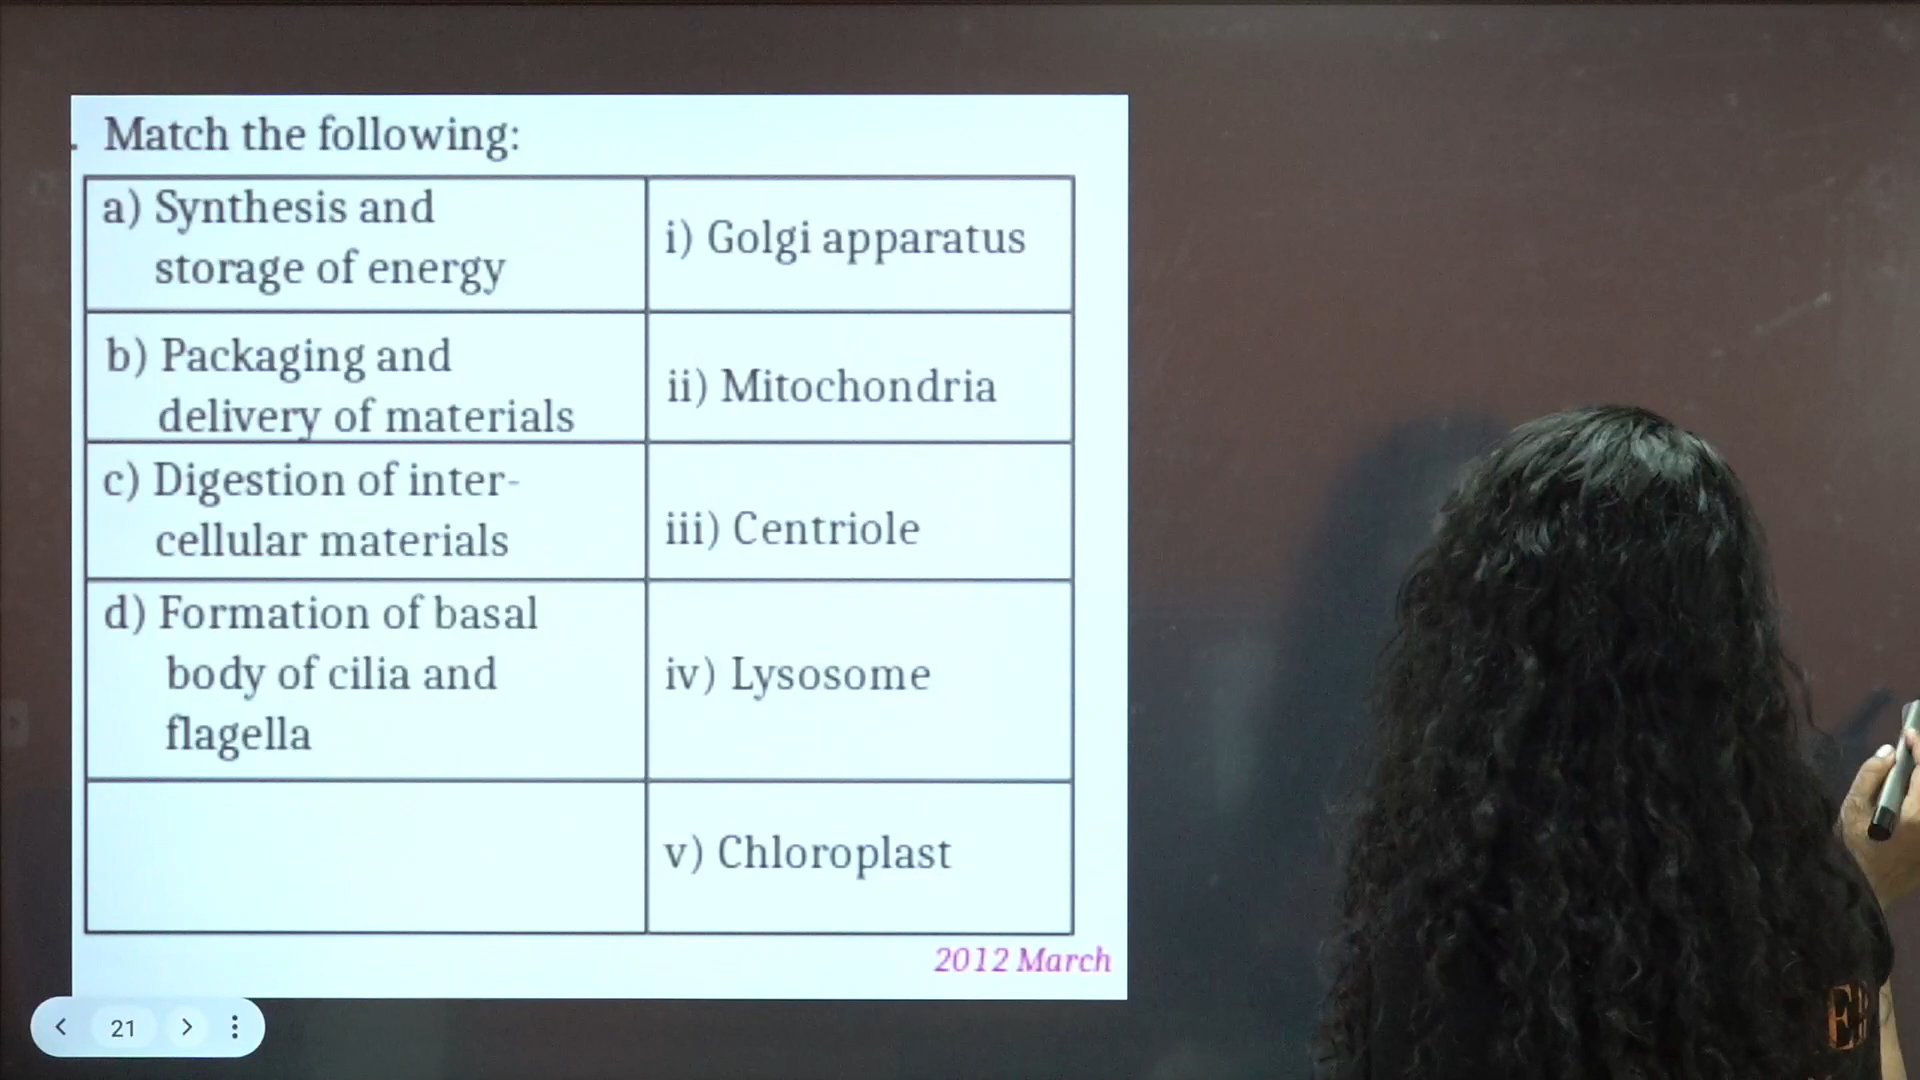 . Match the following:
a) Synthesis and
storage of energy
i) Golgi apparatus
b) Packaging and
delivery of materials
ii) Mitochondria
c) Digestion of inter-
cellular materials
iii) Centriole
d) Formation of basal
body of cilia and
flagella
iv) Lysosome
v) Chloroplast
2012 March
21